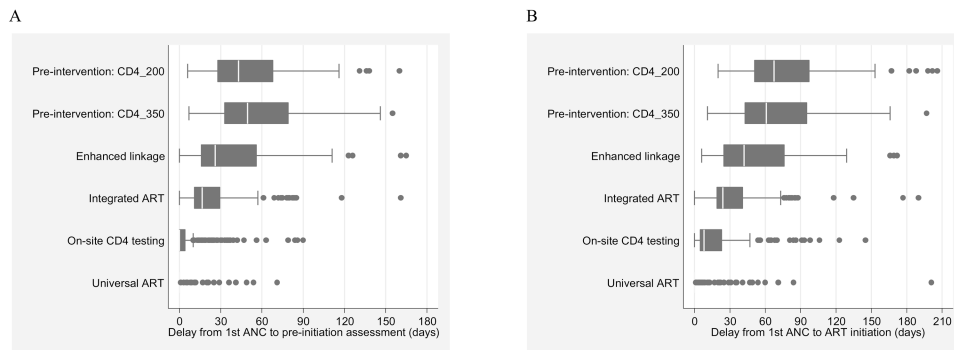 A
Pre-intervention: CD4_200
Pre-intervention: CD4_350
Enhanced linkage
Integrated ART
On-site CD4 testing
Universal ART
0 30 60 90 120 150 180
Delay from 1st ANC to pre-initiation assessment (days)
B
Pre-intervention: CD4_200
Pre-intervention: CD4_350
Enhanced linkage
Integrated ART
On-site CD4 testing
Universal ART
0 30 60 90 120 150 180 210
Delay from 1st ANC to ART initiation (days)